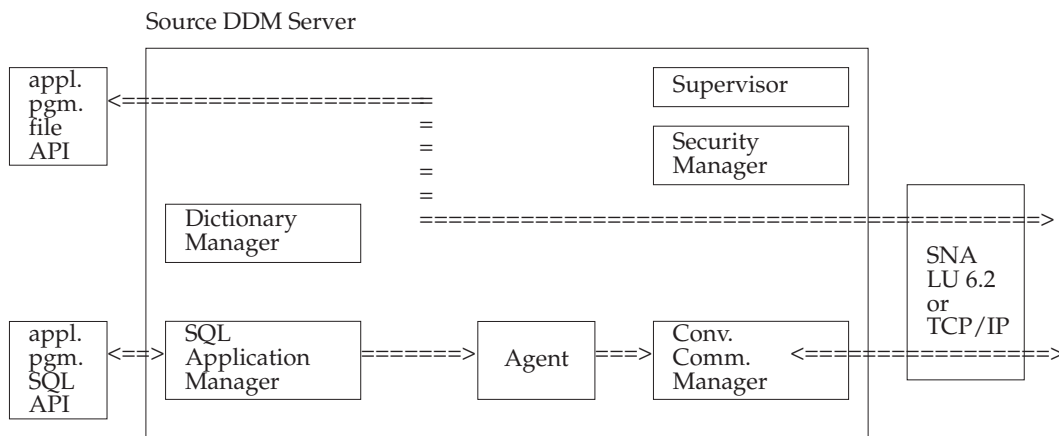 Source DDM Server
appl.
pgm.
file
API
Supervisor
Security
Manager
Dictionary
Manager
SNA
LU 6.2
or
TCP/IP
appl.
pgm.
SQL
API
SQL
Application
Manager
Agent
Conv.
Comm.
Manager